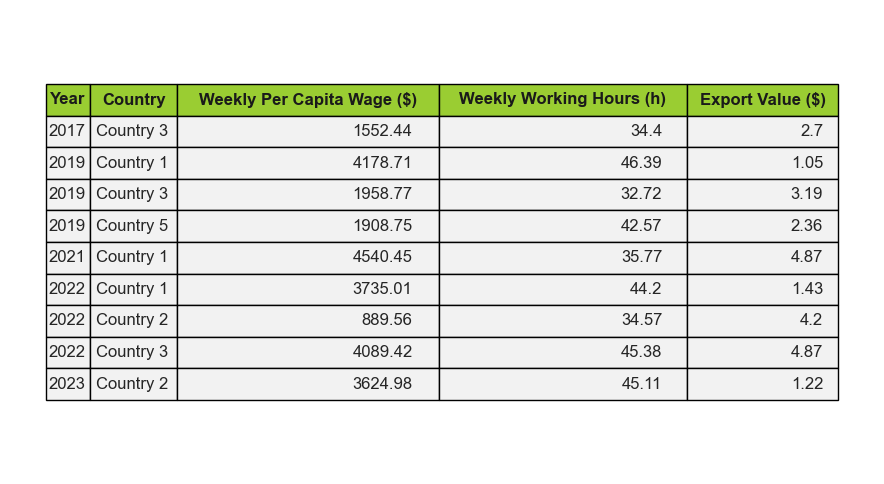 Year Country Weekly Per Capita Wage ($) Weekly Working Hours (h) Export Value ($)
2017 Country 3 1552.44 34.4 2.7
2019 Country 1 4178.71 46.39 1.05
2019 Country 3 1958.77 32.72 3.19
2019 Country 5 1908.75 42.57 2.36
2021 Country 1 4540.45 35.77 4.87
2022 Country 1 3735.01 44.2 1.43
2022 Country 2 889.56 34.57 4.2
2022 Country 3 4089.42 45.38 4.87
2023 Country 2 3624.98 45.11 1.22